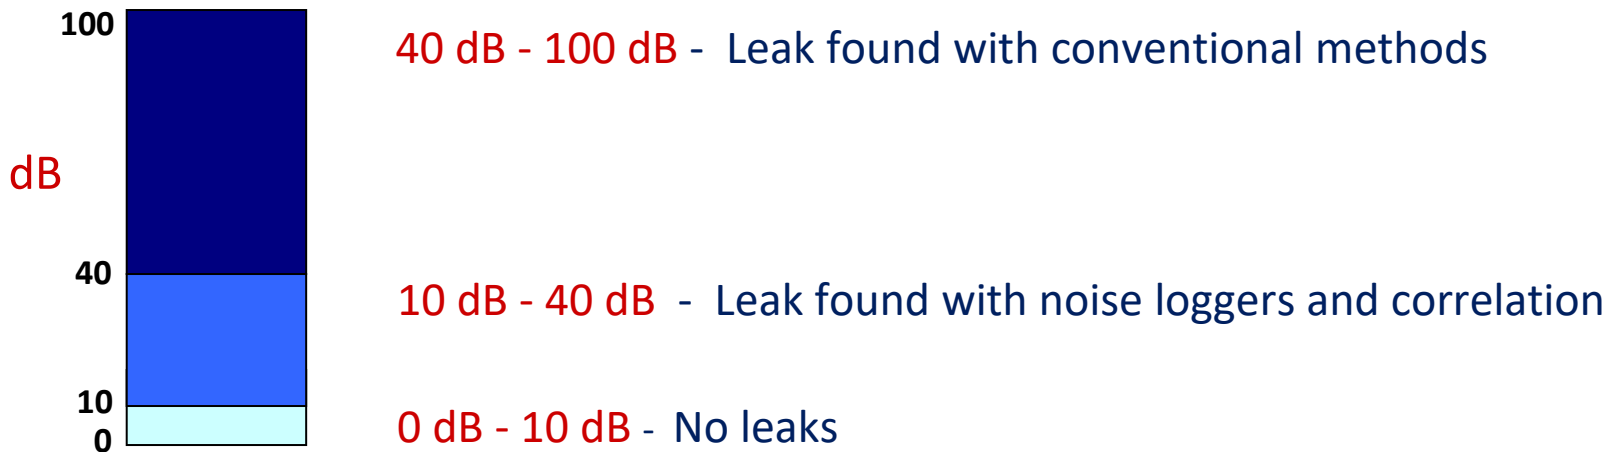 100
40 dB - 100 dB - Leak found with conventional methods
dB
40
10 dB - 40 dB - Leak found with noise loggers and correlation
10
0 dB - 10 dB - No leaks
0